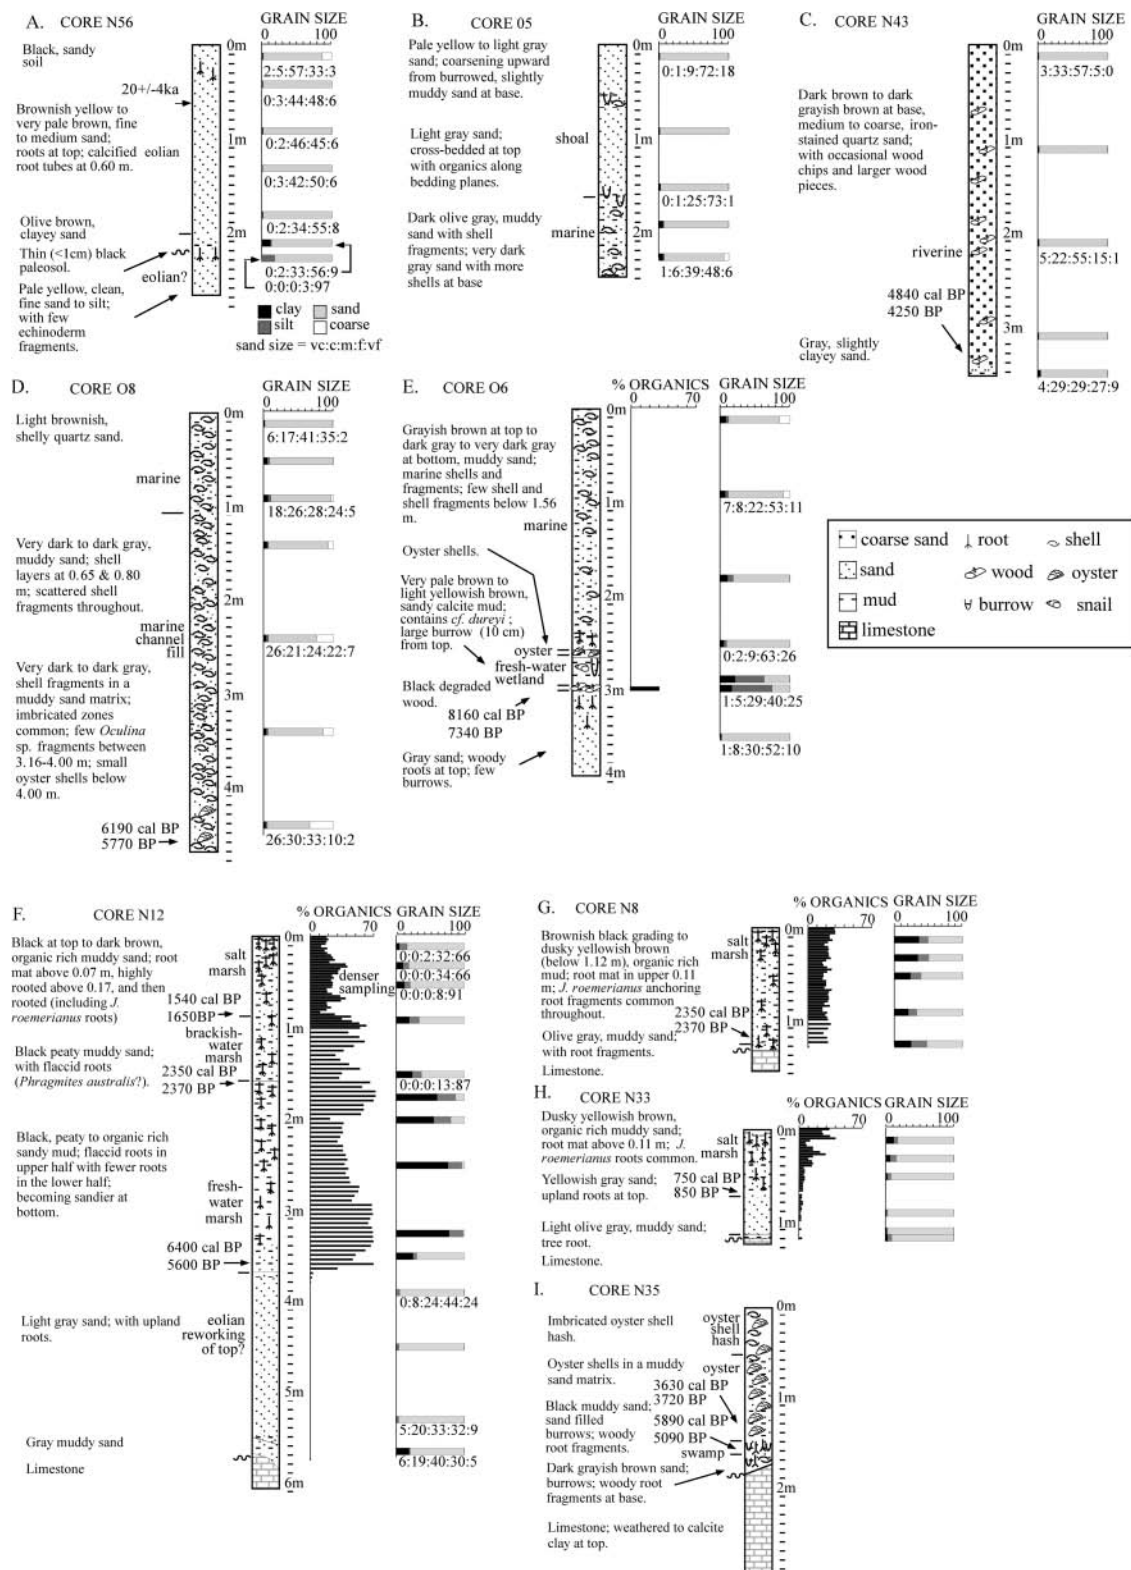 A. CORE N56
GRAIN SIZE
0 100
Black, sandy
soil
20+/-4ka
Brownish yellow to
very pale brown, fine
to medium sand;
roots at top; calcified eolian
root tubes at 0.60 m.
Olive brown,
clayey sand
Thin (<1cm) black
paleosol.
eolian?
Pale yellow, clean,
fine sand to silt;
with few
echinoderm
fragments.
0m
1m
2m
2:5:57:33:3
0:3:44:48:6
0:2:46:45:6
0:3:42:50:6
0:2:34:55:8
0:2:33:56:9
0:0:0:3:97
clay
sand
silt
coarse
sand size = vc:c:m:f:vf
B. CORE 05
GRAIN SIZE
0 100
Pale yellow to light gray
sand; coarsening upward
from burrowed, slightly
muddy sand at base.
Light gray sand;
cross-bedded at top
with organics along
bedding planes.
shoal
Dark olive gray, muddy
sand with shell
fragments; very dark
gray sand with more
shells at base
marine
0m
1m
2m
0:1:9:72:18
0:1:25:73:1
1:6:39:48:6
C. CORE N43
GRAIN SIZE
0 100
Dark brown to dark
grayish brown at base,
medium to coarse, iron-
stained quartz sand;
with occasional wood
chips and larger wood
pieces.
riverine
4840 cal BP
4250 BP
Gray, slightly
clayey sand.
0m
1m
2m
3m
3:33:57:5:0
5:22:55:15:1
4:29:29:27:9
D. CORE O8
GRAIN SIZE
0 100
Light brownish,
shelly quartz sand.
marine
Very dark to dark gray,
muddy sand; shell
layers at 0.65 & 0.80
m; scattered shell
fragments throughout.
marine
channel
fill
Very dark to dark gray,
shell fragments in a
muddy sand matrix;
imbricated zones
common; few Oculina
sp. fragments between
3.16-4.00 m; small
oyster shells below
4.00 m.
6190 cal BP
5770 BP
0m
1m
2m
3m
4m
6:17:41:35:2
18:26:28:24:5
26:21:24:22:7
26:30:33:10:2
E. CORE O6
% ORGANICS
0 70
GRAIN SIZE
0 100
Grayish brown at top to
dark gray to very dark gray
at bottom, muddy sand;
marine shells and
fragments; few shell and
shell fragments below 1.56
m.
marine
Oyster shells.
Very pale brown to
light yellowish brown,
sandy calcite mud;
contains cf. dureyi ;
large burrow (10 cm)
from top.
oyster
fresh-water
wetland
Black degraded
wood.
8160 cal BP
7340 BP
Gray sand; woody
roots at top; few
burrows.
0m
1m
2m
3m
4m
7:8:22:53:11
0:2:9:63:26
1:5:29:40:25
1:8:30:52:10
coarse sand
root
shell
sand
wood
oyster
mud
burrow
snail
limestone
F. CORE N12
% ORGANICS GRAIN SIZE
0 70
0 100
Black at top to dark brown,
organic rich muddy sand; root
mat above 0.07 m, highly
rooted above 0.17, and then
rooted (including J.
roemerianus roots)
salt
marsh
1540 cal BP
1650BP
brackish-
water
marsh
Black peaty muddy sand;
with flaccid roots
(Phragmites australis?).
2350 cal BP
2370 BP
Black, peaty to organic rich
sandy mud; flaccid roots in
upper half with fewer roots
in the lower half;
becoming sandier at
bottom.
fresh-
water
marsh
6400 cal BP
5600 BP
Light gray sand; with upland
roots.
eolian
reworking
of top?
Gray muddy sand
Limestone
0m
1m
2m
3m
4m
5m
6m
denser
sampling
0:0:2:32:66
0:0:0:34:66
0:0:0:8:91
0:0:0:13:87
0:8:24:44:24
5:20:33:32:9
6:19:40:30:5
G. CORE N8
% ORGANICS GRAIN SIZE
0 70
0 100
Brownish black grading to
dusky yellowish brown
(below 1.12 m), organic rich
mud; root mat in upper 0.11
m; J. roemerianus anchoring
root fragments common
throughout.
salt
marsh
2350 cal BP
2370 BP
Olive gray, muddy sand;
with root fragments.
Limestone.
0m
1m
H. CORE N33
% ORGANICS GRAIN SIZE
0 70
0 100
Dusky yellowish brown,
organic rich muddy sand;
root mat above 0.11 m; J.
roemerianus roots common.
salt
marsh
Yellowish gray sand;
upland roots at top.
750 cal BP
850 BP
Light olive gray, muddy sand;
tree root.
Limestone.
0m
1m
I. CORE N35
Imbricated oyster shell
hash.
oyster
shell
hash
Oyster shells in a muddy
sand matrix.
oyster
3630 cal BP
3720 BP
Black muddy sand;
sand filled
burrows; woody
root fragments.
5890 cal BP
5090 BP
swamp
Dark grayish brown sand;
burrows; woody root
fragments at base.
Limestone; weathered to calcite
clay at top.
0m
1m
2m